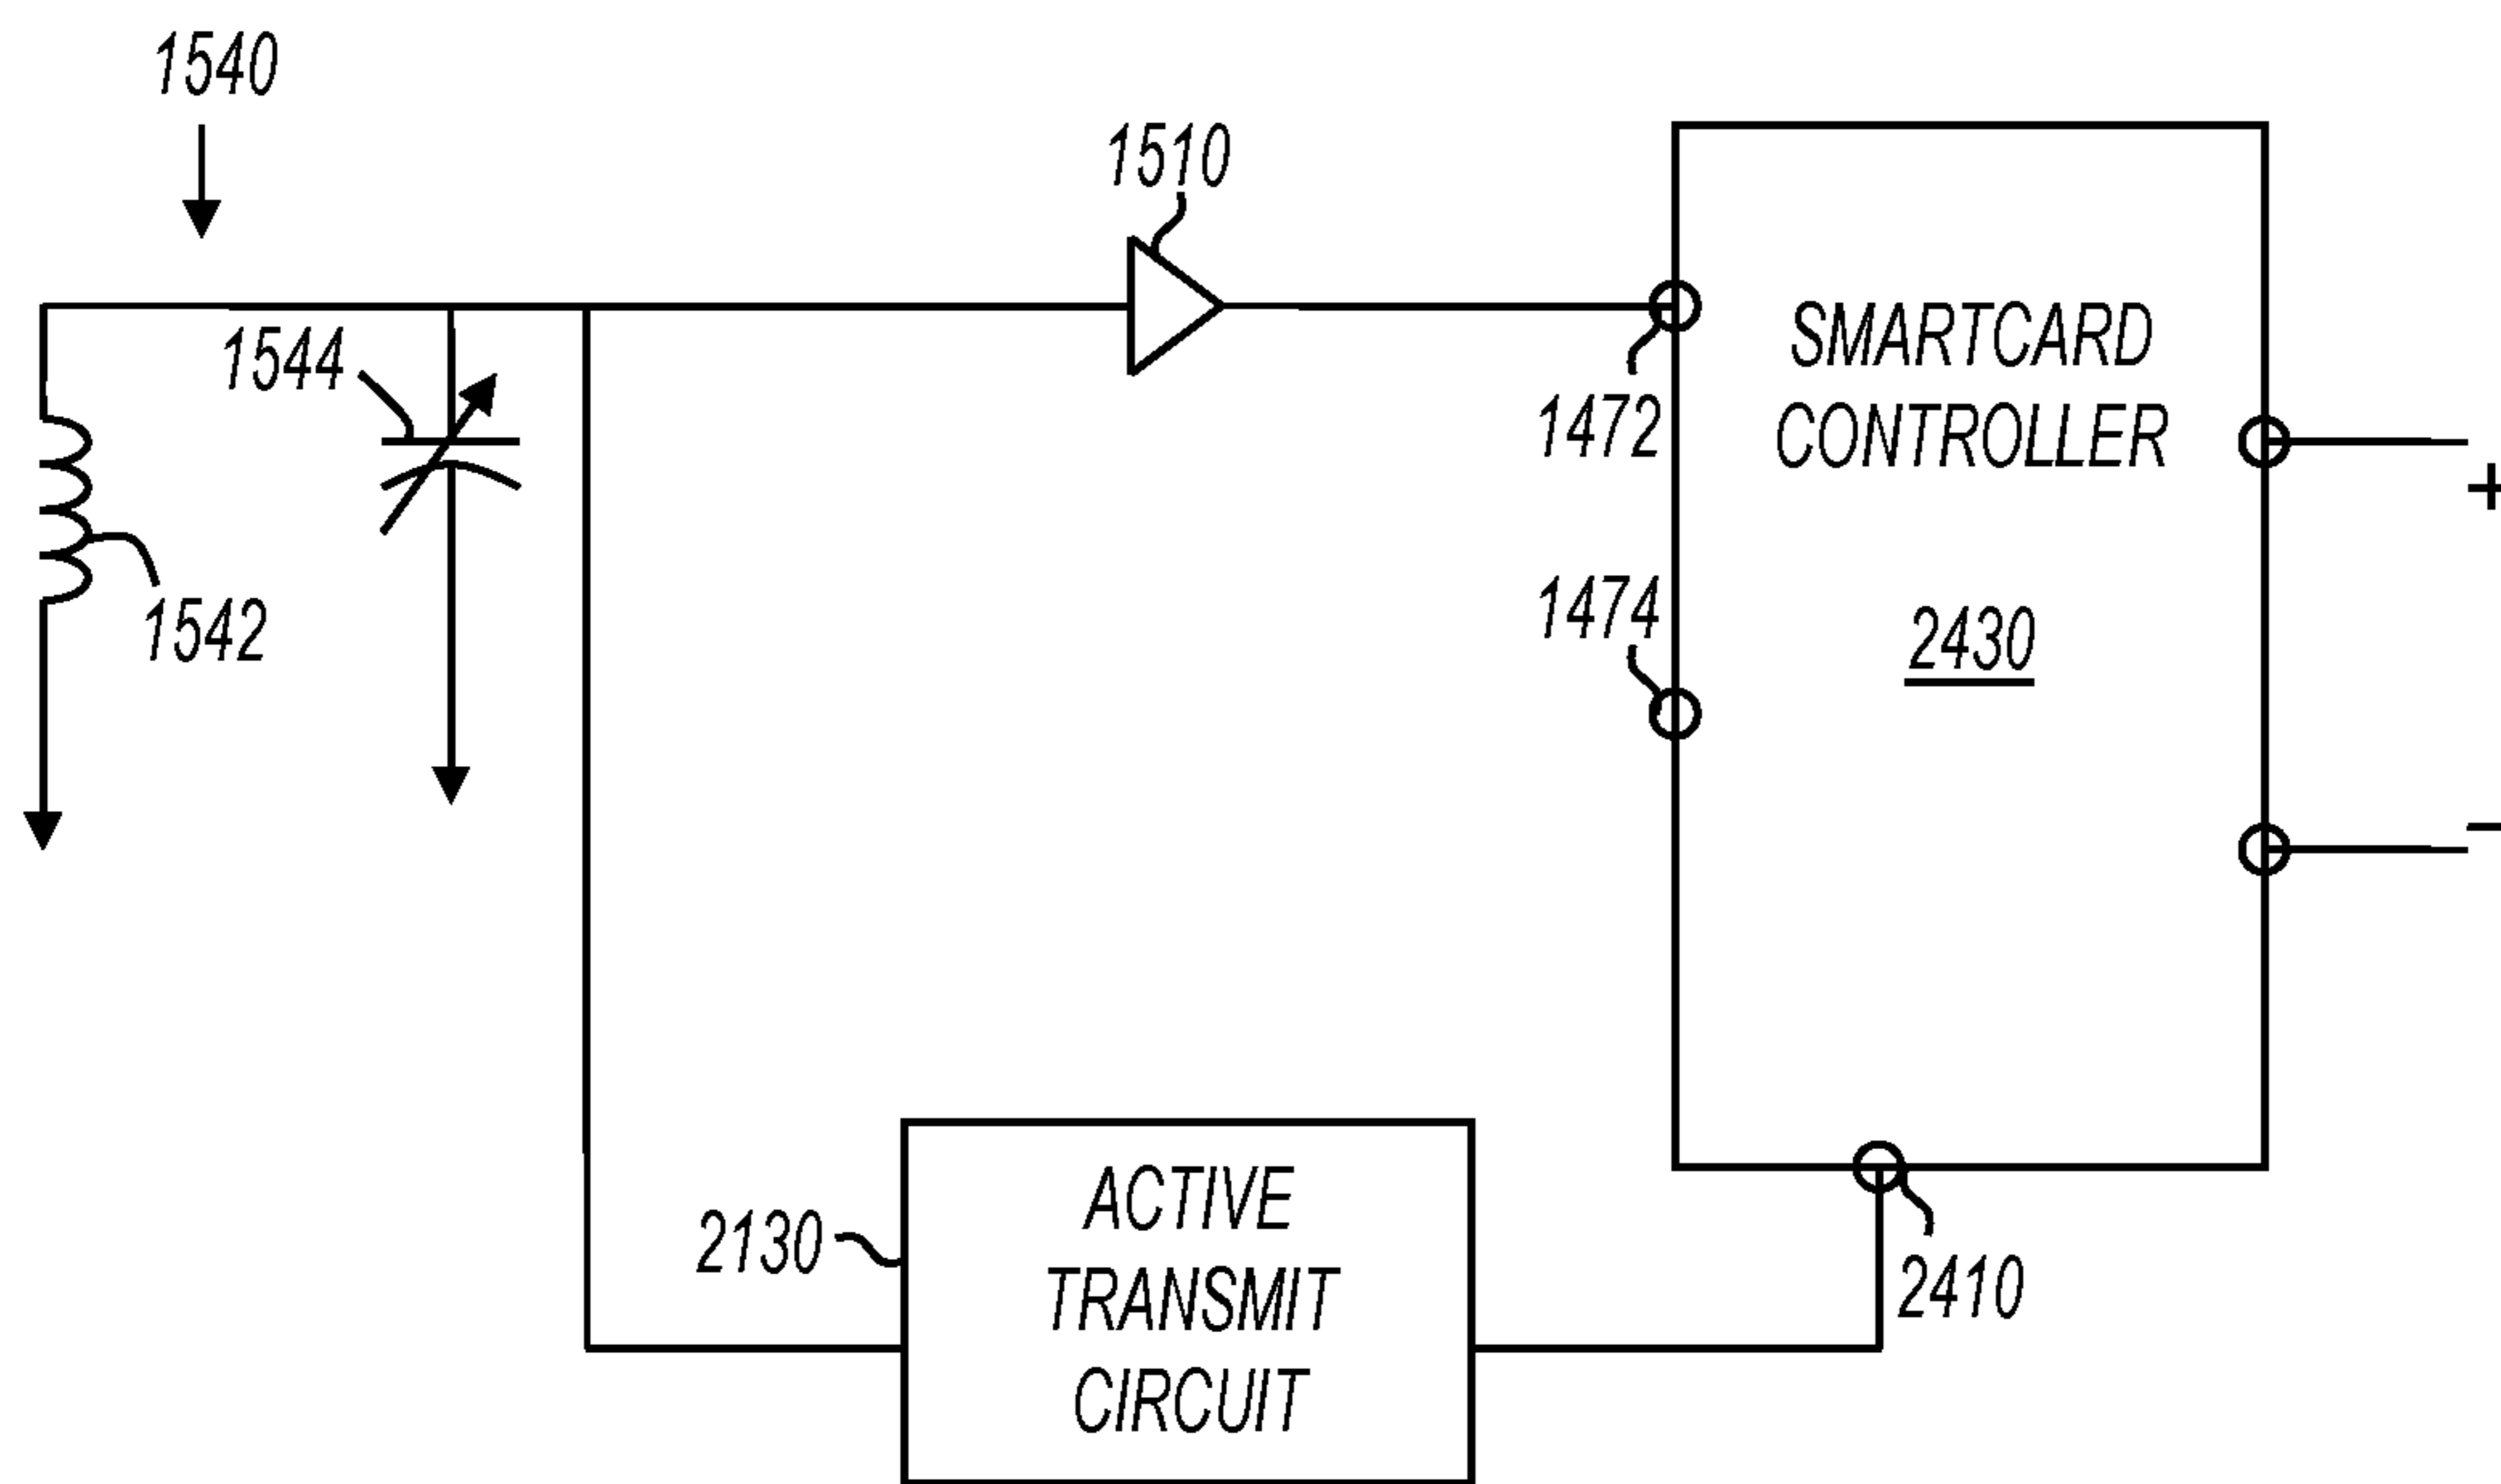 1540
1510
1544
1472
SMARTCARD
CONTROLLER
+
1474
1542
2430
−
2130
ACTIVE
TRANSMIT
CIRCUIT
2410